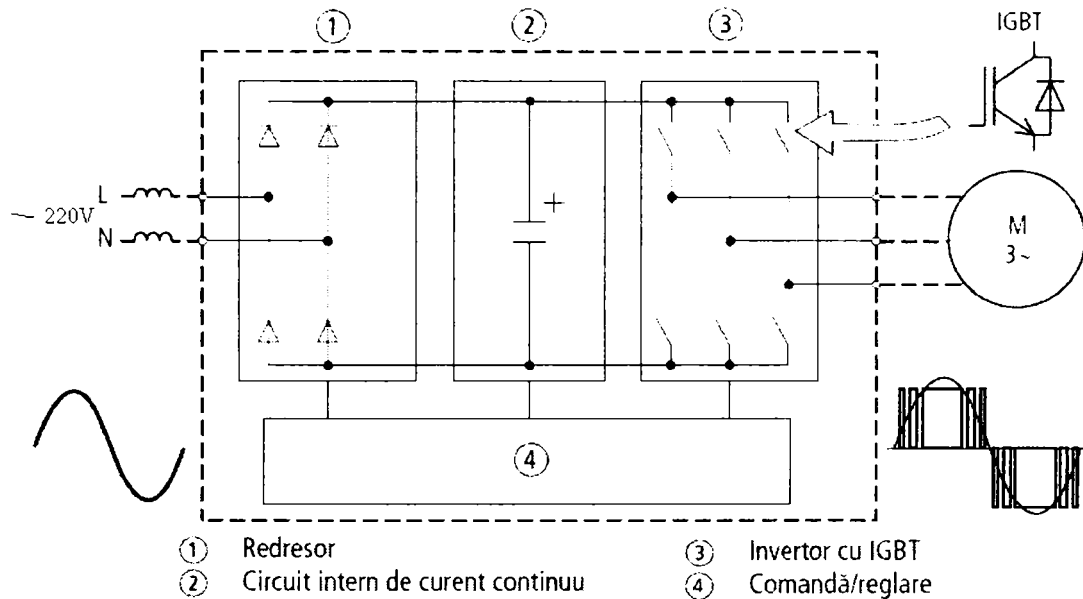 1
2
3
IGBT
L
~ 220V
N
+
M
3~
4
1 Redresor
2 Circuit intern de curent continuu
3 Invertor cu IGBT
4 Comandă/reglare